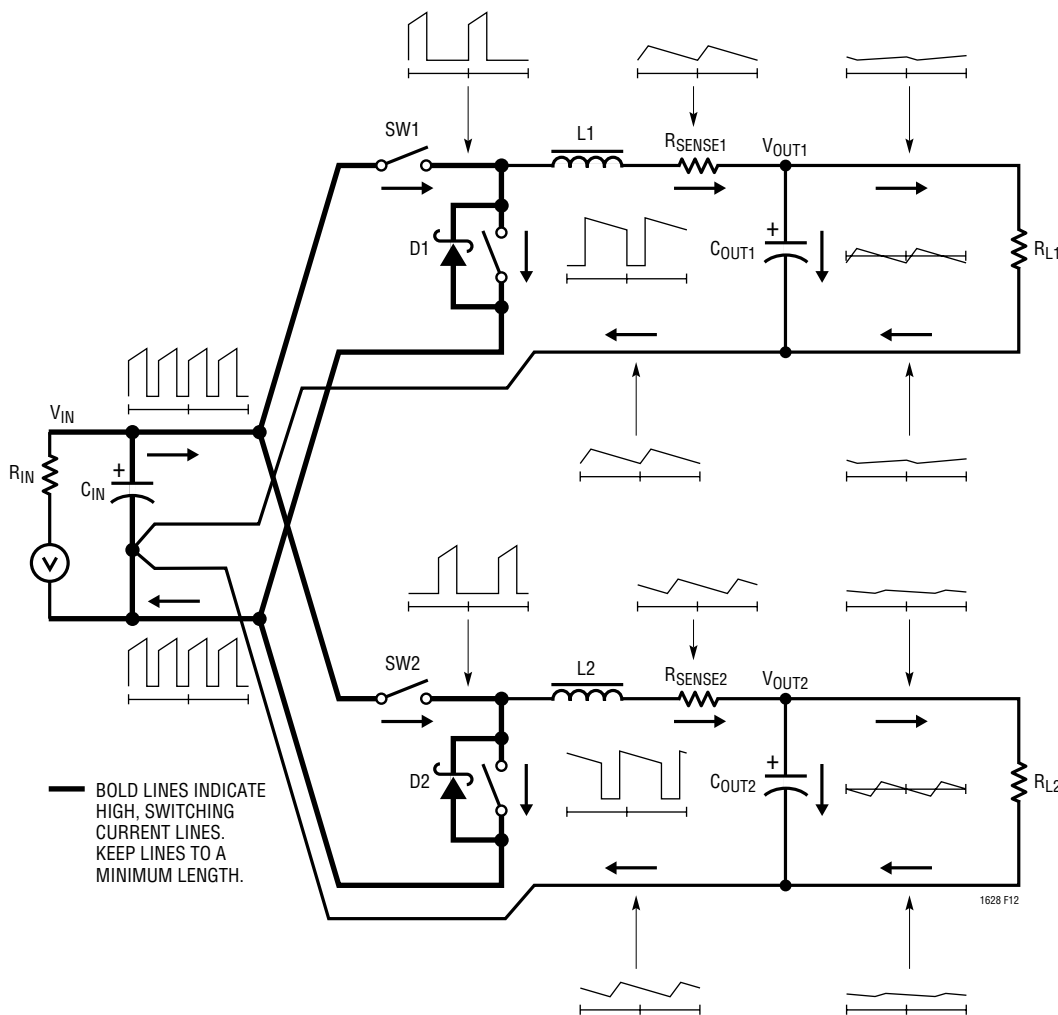 SW1
L1
RSENSE1
VOUT1
D1
COUT1
+
RL1
VIN
RIN
CIN
+
V
SW2
L2
RSENSE2
VOUT2
D2
COUT2
+
RL2
BOLD LINES INDICATE
HIGH, SWITCHING
CURRENT LINES.
KEEP LINES TO A
MINIMUM LENGTH.
1628 F12